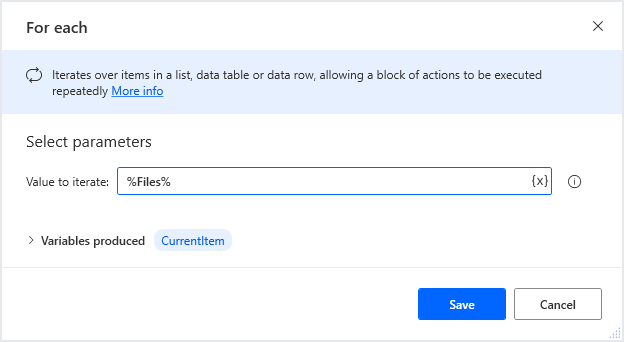 For each
Iterates over items in a list, data table or data row, allowing a block of actions to be executed
repeatedly More info
Select parameters
Value to iterate: %Files% {x}
Variables produced CurrentItem
Save Cancel